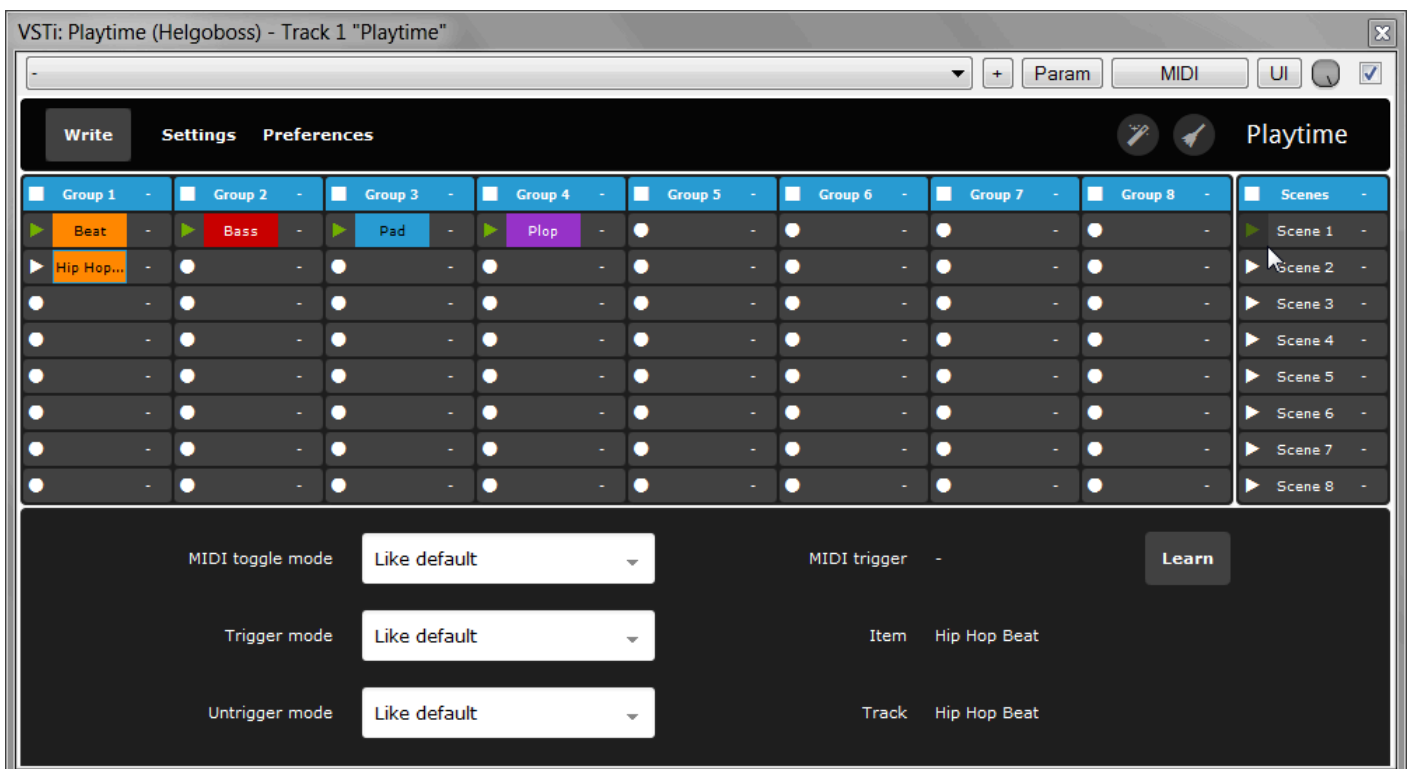 VSTi: Playtime (Helgoboss) - Track 1 "Playtime"
- + Param MIDI UI
Write Settings Preferences Playtime
Group 1 - Group 2 - Group 3 - Group 4 - Group 5 - Group 6 - Group 7 - Group 8 - Scenes -
Beat - Bass - Pad - Plop - - - - - Scene 1 -
Hip Hop... - - - - - - - - Scene 2 -
- - - - - - - - Scene 3 -
- - - - - - - - Scene 4 -
- - - - - - - - Scene 5 -
- - - - - - - - Scene 6 -
- - - - - - - - Scene 7 -
- - - - - - - - Scene 8 -
MIDI toggle mode Like default MIDI trigger - Learn
Trigger mode Like default Item Hip Hop Beat
Untrigger mode Like default Track Hip Hop Beat